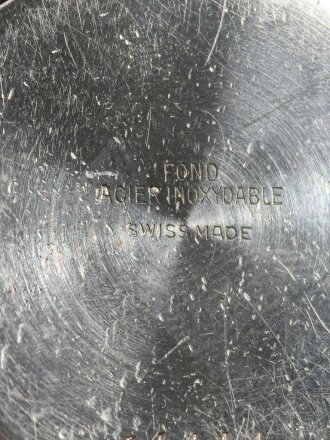 FOND
ACIER INOXYDABLE
SWISS MADE